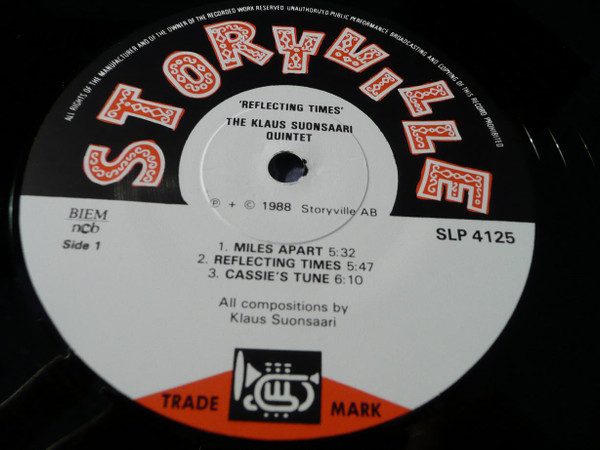 ALL RIGHTS OF THE MANUFACTURER AND OF THE OWNER OF THE RECORDED WORK RESERVED UNAUTHORIZED PUBLIC PERFORMANCE BROADCASTING AND COPYING OF THIS RECORD PROHIBITED
STORYVILLE
'REFLECTING TIMES'
THE KLAUS SUONSAARI
QUINTET
℗ + © 1988 Storyville AB
BIEM
ncb
Side 1
SLP 4125
1. MILES APART 5:32
2. REFLECTING TIMES 5:47
3. CASSIE'S TUNE 6:10
All compositions by
Klaus Suonsaari
TRADE MARK